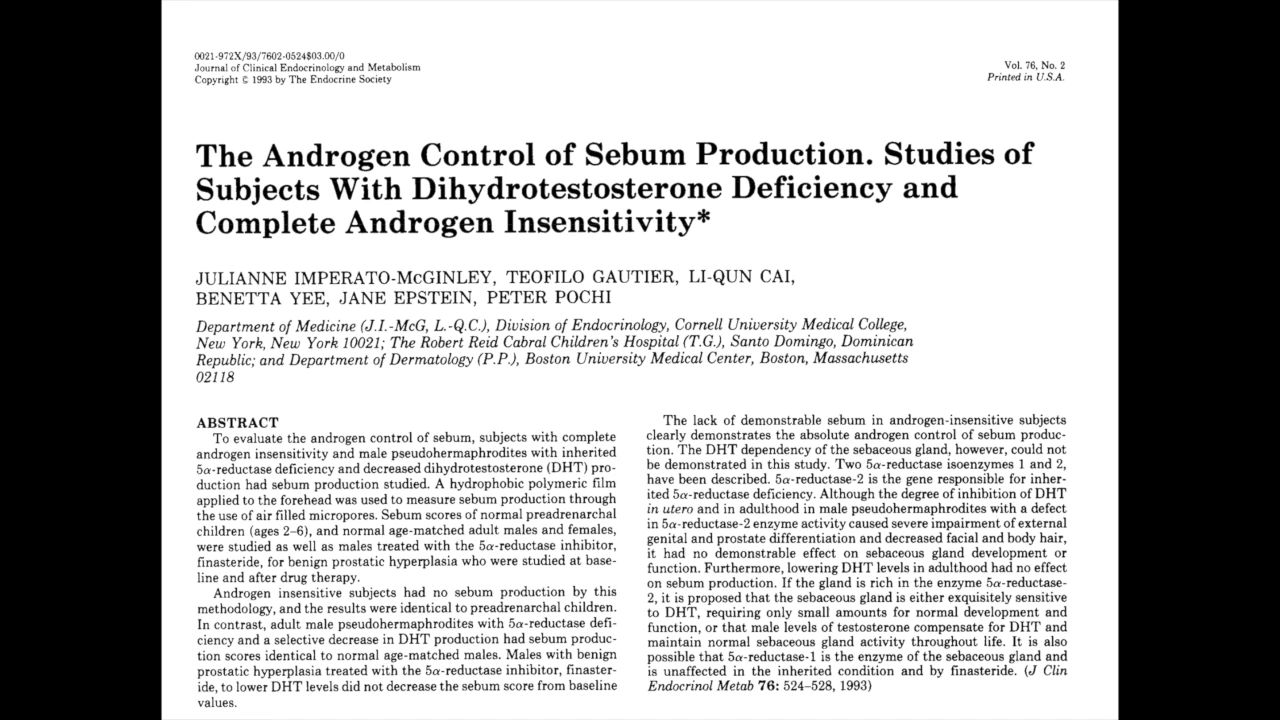 0021-972X/93/7602-0524$03.00/0
Journal of Clinical Endocrinology and Metabolism
Copyright © 1993 by The Endocrine Society
Vol. 76, No. 2
Printed in U.S.A.
The Androgen Control of Sebum Production. Studies of
Subjects With Dihydrotestosterone Deficiency and
Complete Androgen Insensitivity*
JULIANNE IMPERATO-McGINLEY, TEOFILO GAUTIER, LI-QUN CAI,
BENETTA YEE, JANE EPSTEIN, PETER POCHI
Department of Medicine (J.I.-McG, L.-Q.C.), Division of Endocrinology, Cornell University Medical College,
New York, New York 10021; The Robert Reid Cabral Children's Hospital (T.G.), Santo Domingo, Dominican
Republic; and Department of Dermatology (P.P.), Boston University Medical Center, Boston, Massachusetts
02118
ABSTRACT
To evaluate the androgen control of sebum, subjects with complete
androgen insensitivity and male pseudohermaphrodites with inherited
5α-reductase deficiency and decreased dihydrotestosterone (DHT) pro-
duction had sebum production studied. A hydrophobic polymeric film
applied to the forehead was used to measure sebum production through
the use of air filled micropores. Sebum scores of normal preadrenarchal
children (ages 2–6), and normal age-matched adult males and females,
were studied as well as males treated with the 5α-reductase inhibitor,
finasteride, for benign prostatic hyperplasia who were studied at base-
line and after drug therapy.
Androgen insensitive subjects had no sebum production by this
methodology, and the results were identical to preadrenarchal children.
In contrast, adult male pseudohermaphrodites with 5α-reductase defi-
ciency and a selective decrease in DHT production had sebum produc-
tion scores identical to normal age-matched males. Males with benign
prostatic hyperplasia treated with the 5α-reductase inhibitor, finaster-
ide, to lower DHT levels did not decrease the sebum score from baseline
values.
The lack of demonstrable sebum in androgen-insensitive subjects
clearly demonstrates the absolute androgen control of sebum produc-
tion. The DHT dependency of the sebaceous gland, however, could not
be demonstrated in this study. Two 5α-reductase isoenzymes 1 and 2,
have been described. 5α-reductase-2 is the gene responsible for inher-
ited 5α-reductase deficiency. Although the degree of inhibition of DHT
in utero and in adulthood in male pseudohermaphrodites with a defect
in 5α-reductase-2 enzyme activity caused severe impairment of external
genital and prostate differentiation and decreased facial and body hair,
it had no demonstrable effect on sebaceous gland development or
function. Furthermore, lowering DHT levels in adulthood had no effect
on sebum production. If the gland is rich in the enzyme 5α-reductase-
2, it is proposed that the sebaceous gland is either exquisitely sensitive
to DHT, requiring only small amounts for normal development and
function, or that male levels of testosterone compensate for DHT and
maintain normal sebaceous gland activity throughout life. It is also
possible that 5α-reductase-1 is the enzyme of the sebaceous gland and
is unaffected in the inherited condition and by finasteride. (J Clin
Endocrinol Metab 76: 524–528, 1993)